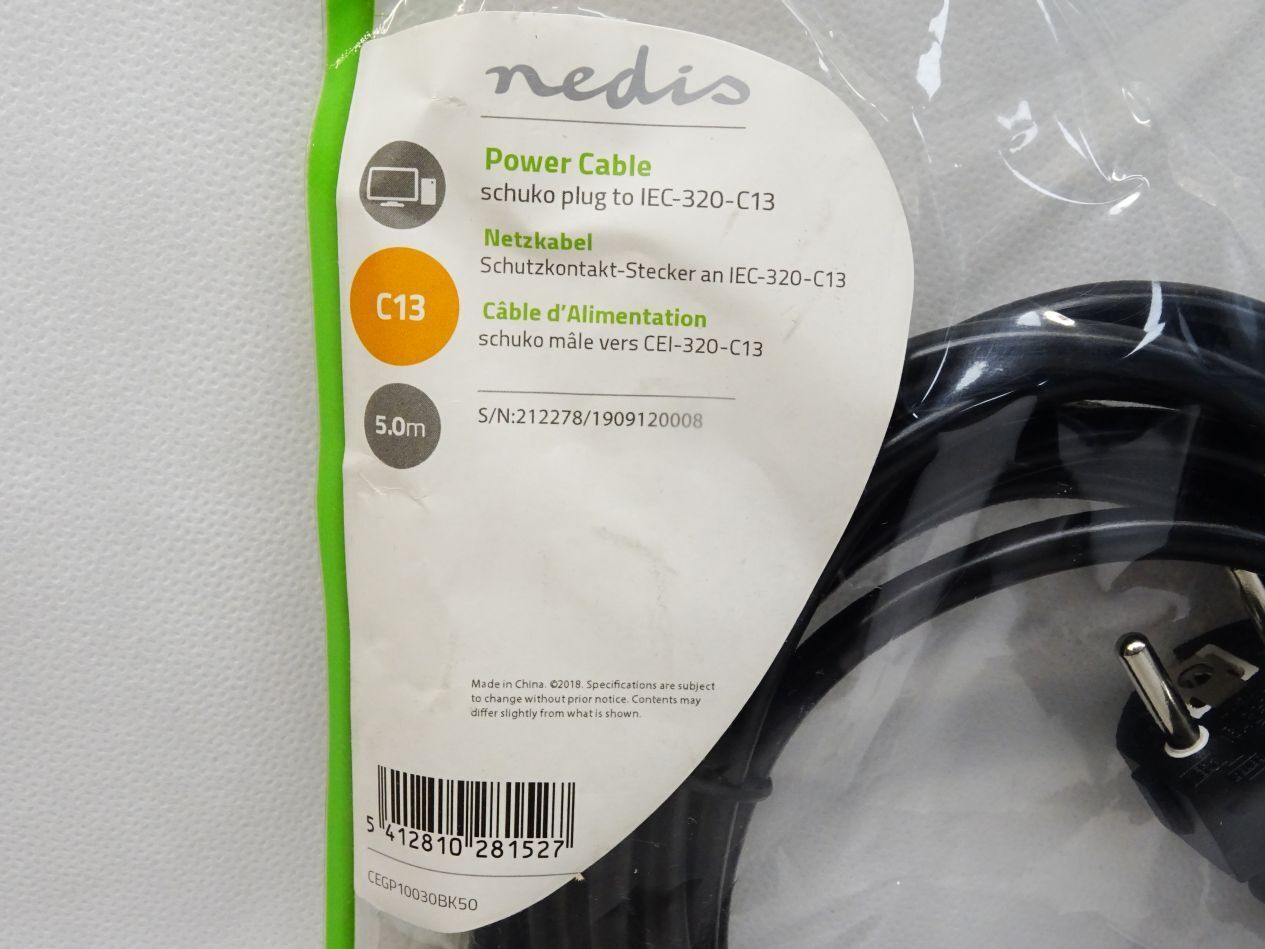 nedis
Power Cable
schuko plug to IEC-320-C13
Netzkabel
Schutzkontakt-Stecker an IEC-320-C13
C13
Câble d'Alimentation
schuko mâle vers CEI-320-C13
5.0m
S/N:212278/1909120008
Made in China. ©2018. Specifications are subject
to change without prior notice. Contents may
differ slightly from what is shown.
5 412810 281527
CEGP10030BK50